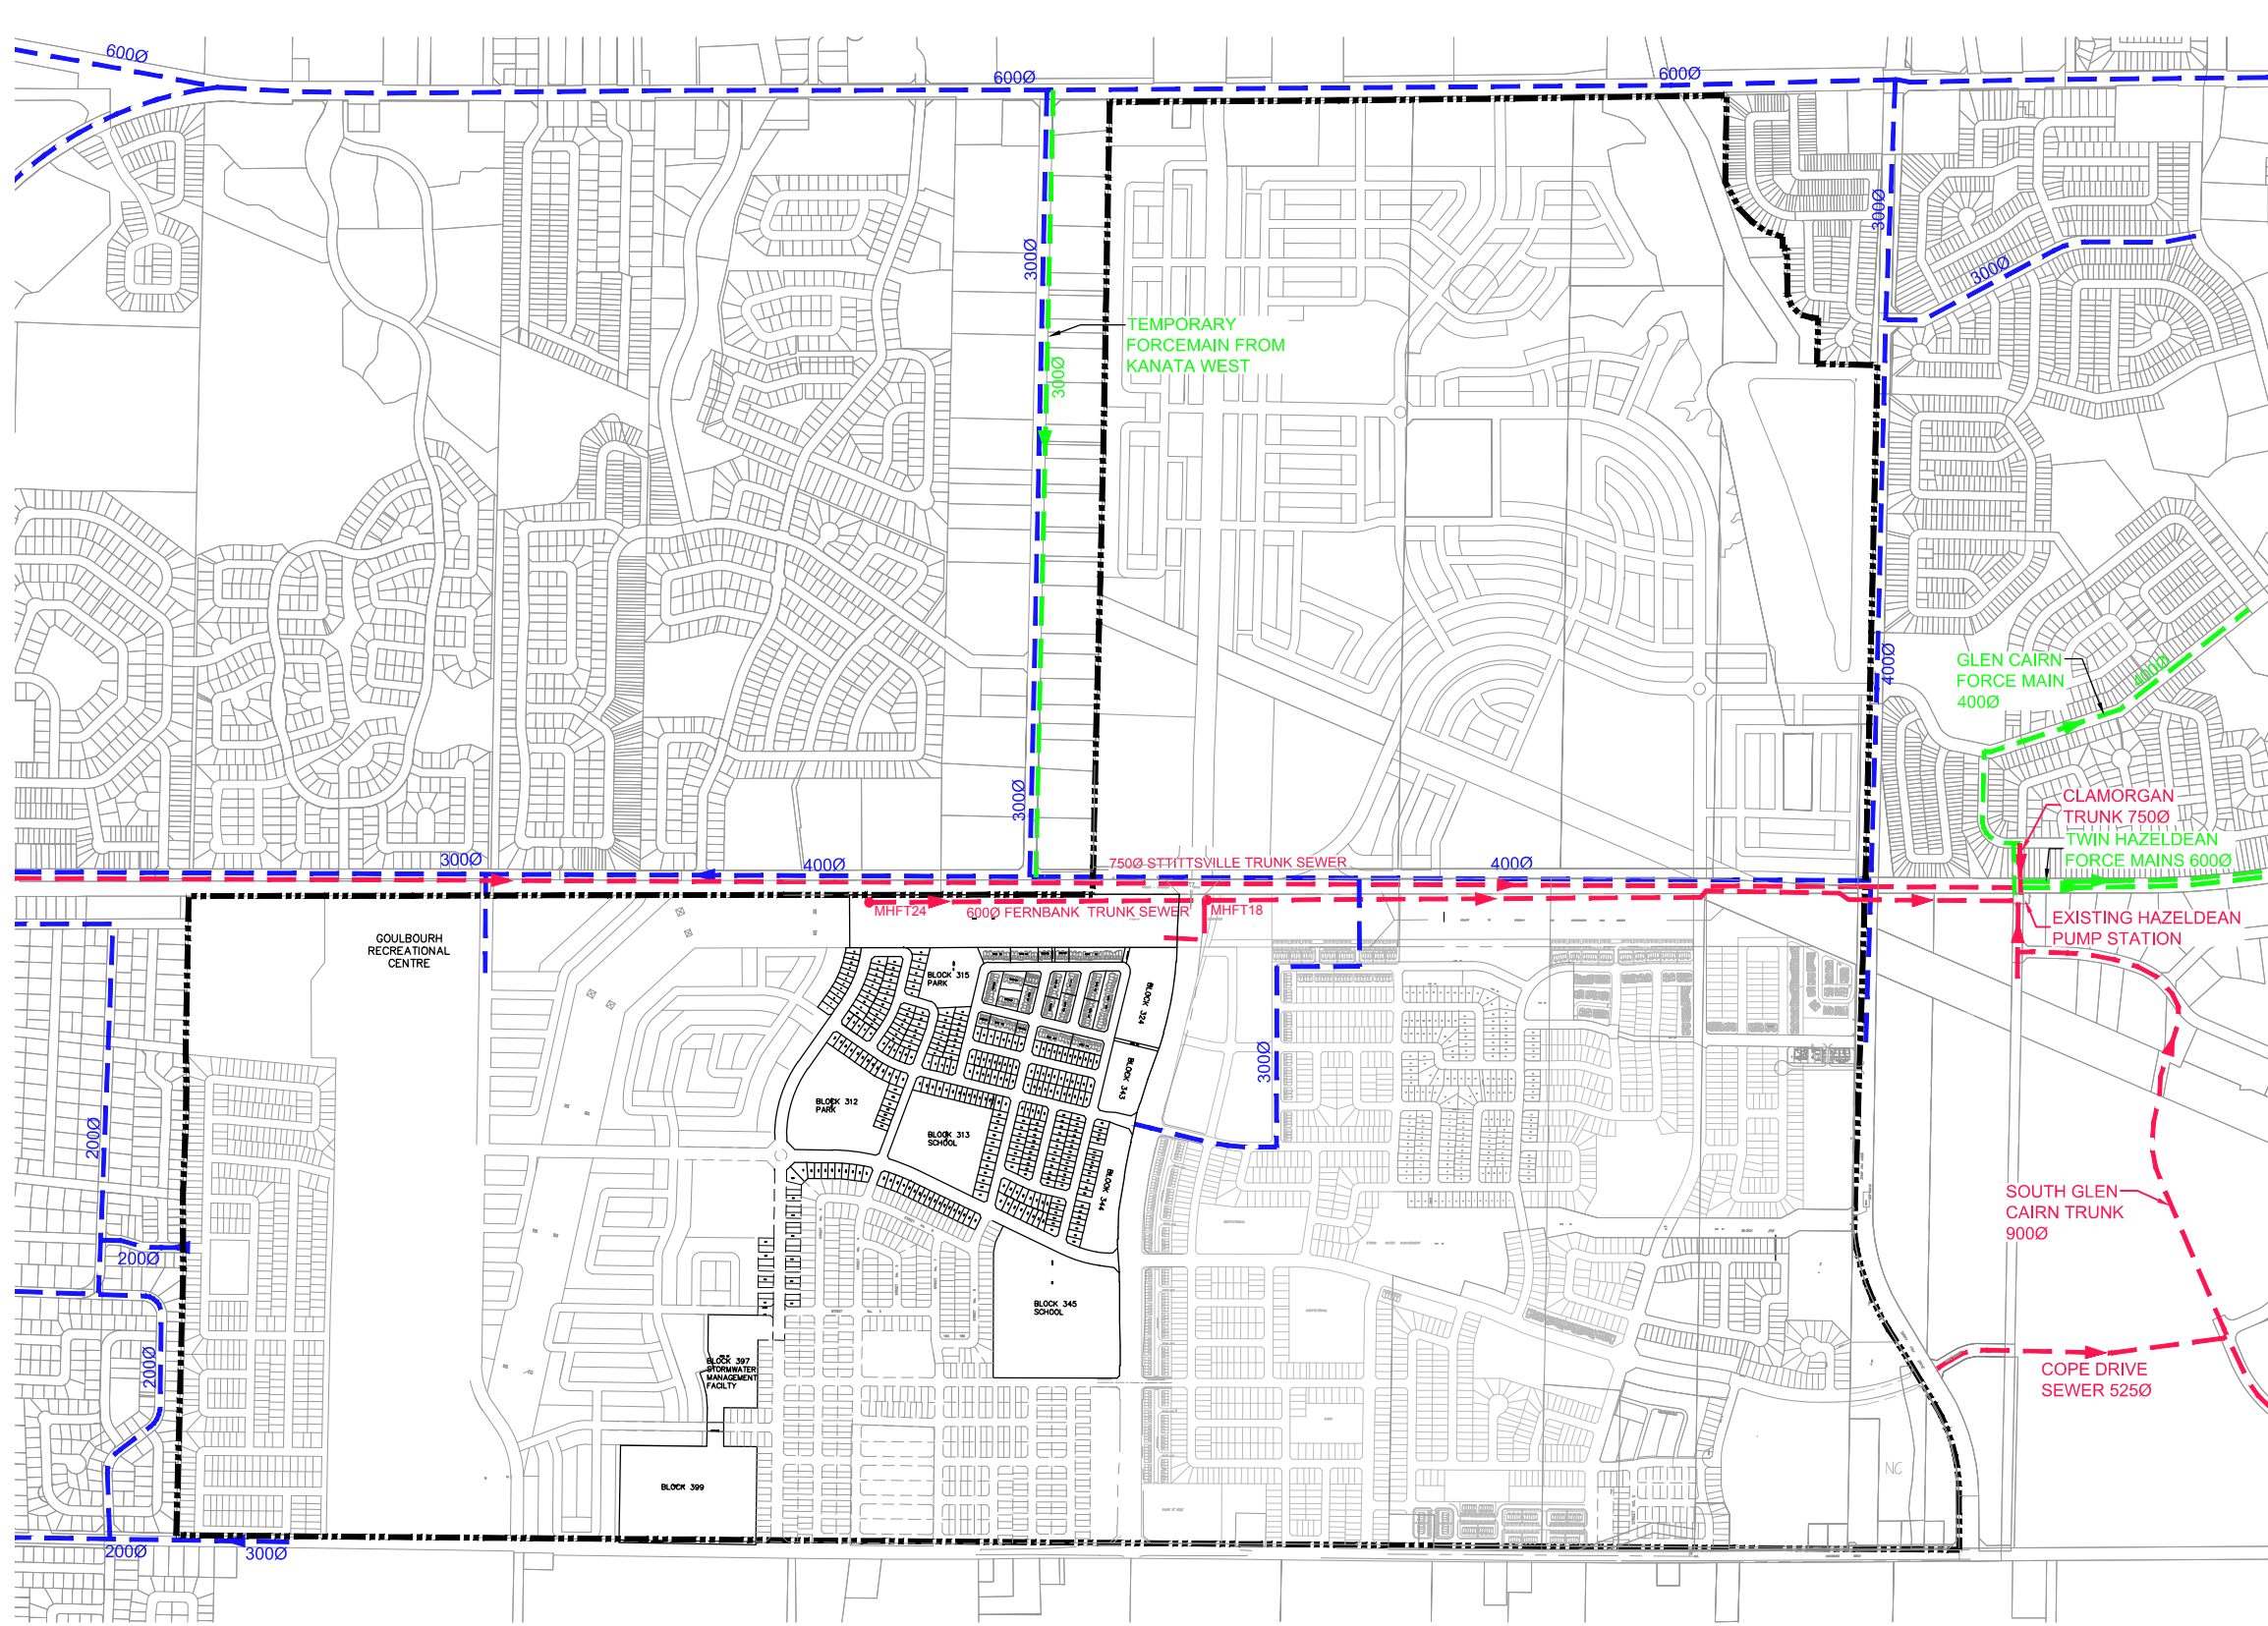 600Ø
600Ø
600Ø
300Ø
300Ø
300Ø
TEMPORARY
FORCEMAIN FROM
KANATA WEST
300Ø
400Ø
GLEN CAIRN
FORCE MAIN
400Ø
400Ø
300Ø
CLAMORGAN
TRUNK 750Ø
TWIN HAZELDEAN
FORCE MAINS 600Ø
300Ø
400Ø
750Ø STTITTSVILLE TRUNK SEWER
400Ø
MHFT24
600Ø FERNBANK TRUNK SEWER
MHFT18
EXISTING HAZELDEAN
PUMP STATION
GOULBOURH
RECREATIONAL
CENTRE
BLOCK 315
PARK
BLOCK 324
BLOCK 343
300Ø
BLOCK 312
PARK
BLOCK 313
SCHOOL
BLOCK 344
200Ø
200Ø
SOUTH GLEN
CAIRN TRUNK
900Ø
BLOCK 345
SCHOOL
200Ø
BLOCK 397
STORMWATER
MANAGEMENT
FACILTY
COPE DRIVE
SEWER 525Ø
BLOCK 399
NC
200Ø
300Ø